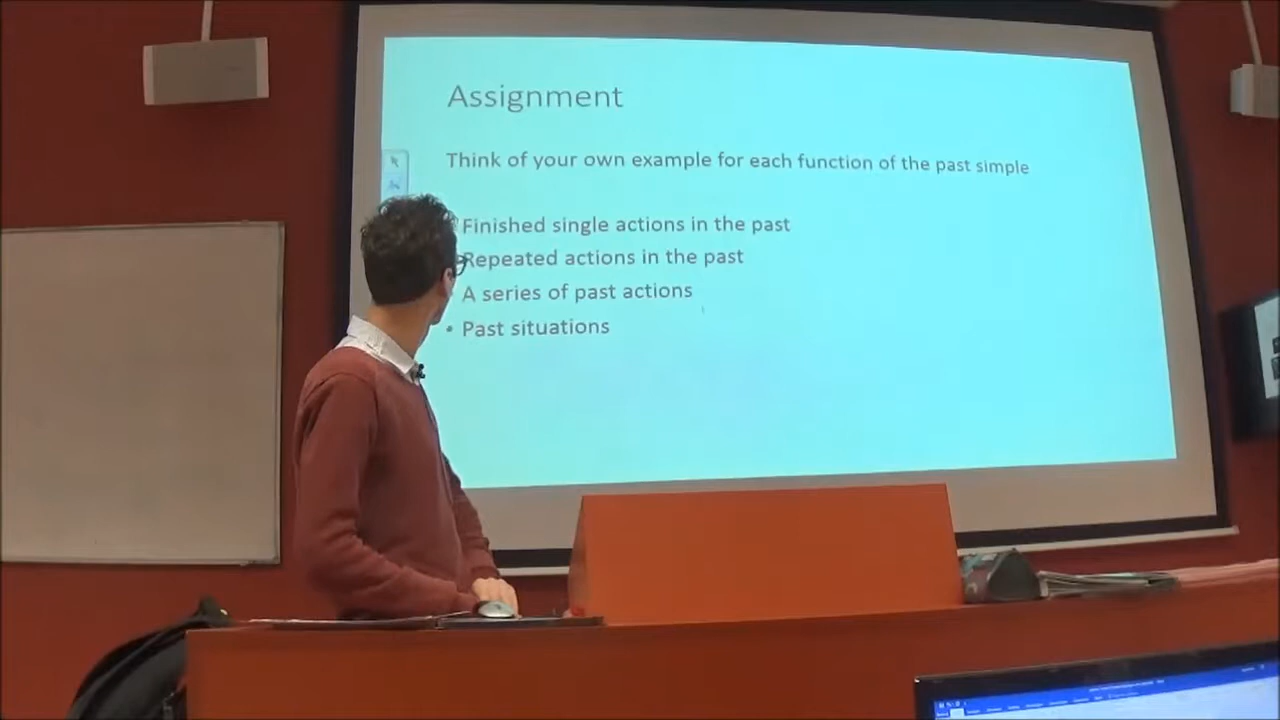 Assignment
Think of your own example for each function of the past simple
Finished single actions in the past
Repeated actions in the past
A series of past actions
• Past situations